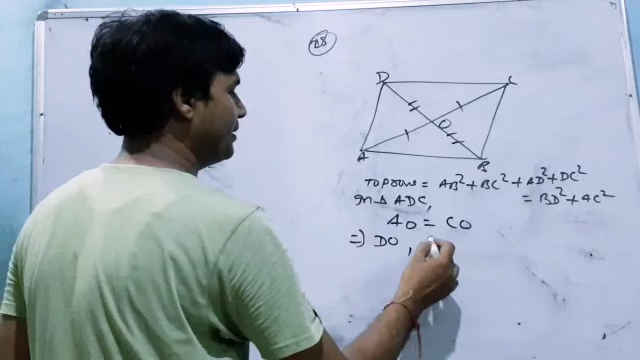 28
D
C
O
A
B
To prove = AB² + BC² + AD² + DC²
= BD² + AC²
In Δ ADC,
AO = CO
⇒ DO,